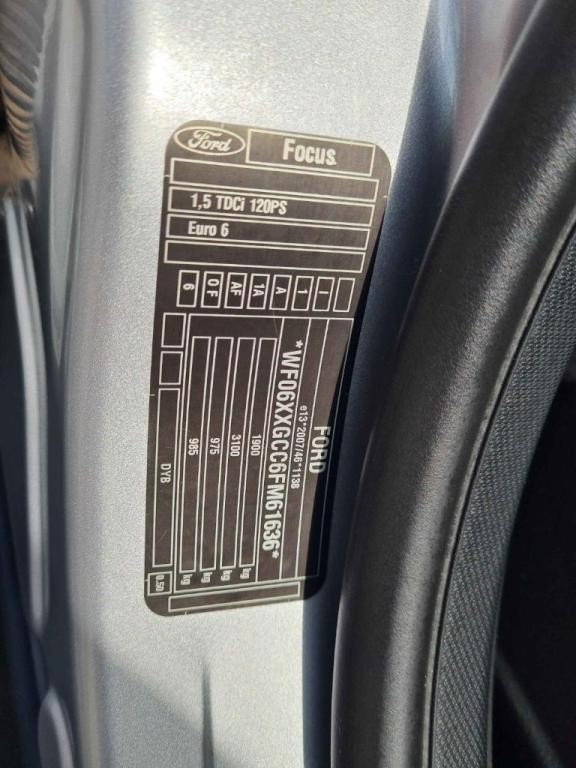 Ford
Focus
1,5 TDCi 120PS
Euro 6
6 0F AF 1A A 1 - -
FORD
e13*2007/46*1138
*WF06XXGCC6FM61636*
1900 kg
3100 kg
975 kg
985 kg
DYB 0.50